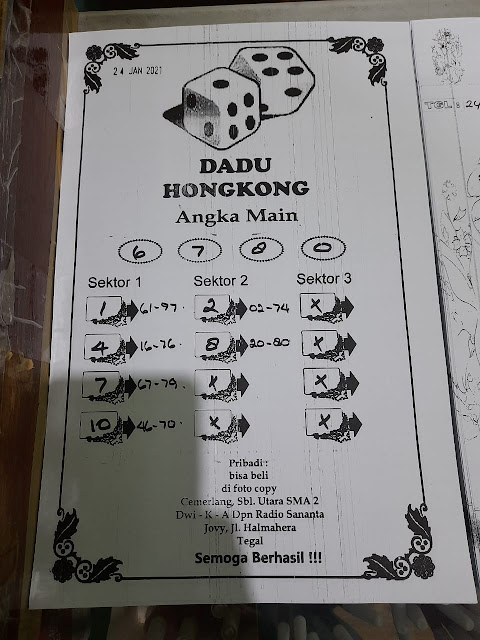 24 JAN 2021
DADU
HONGKONG
Angka Main
6 7 8 0
Sektor 1 Sektor 2 Sektor 3
1 61-97. 2 02-74 X
4 16-76. 8 20-80 X
7 67-79. X X
10 46-70. X X
Pribadi :
bisa beli
di foto copy
Cemerlang, Sbl. Utara SMA 2
Dwi - K - A Dpn Radio Sananta
Jovy, Jl. Halmahera
Tegal
Semoga Berhasil !!!
TGL : 24